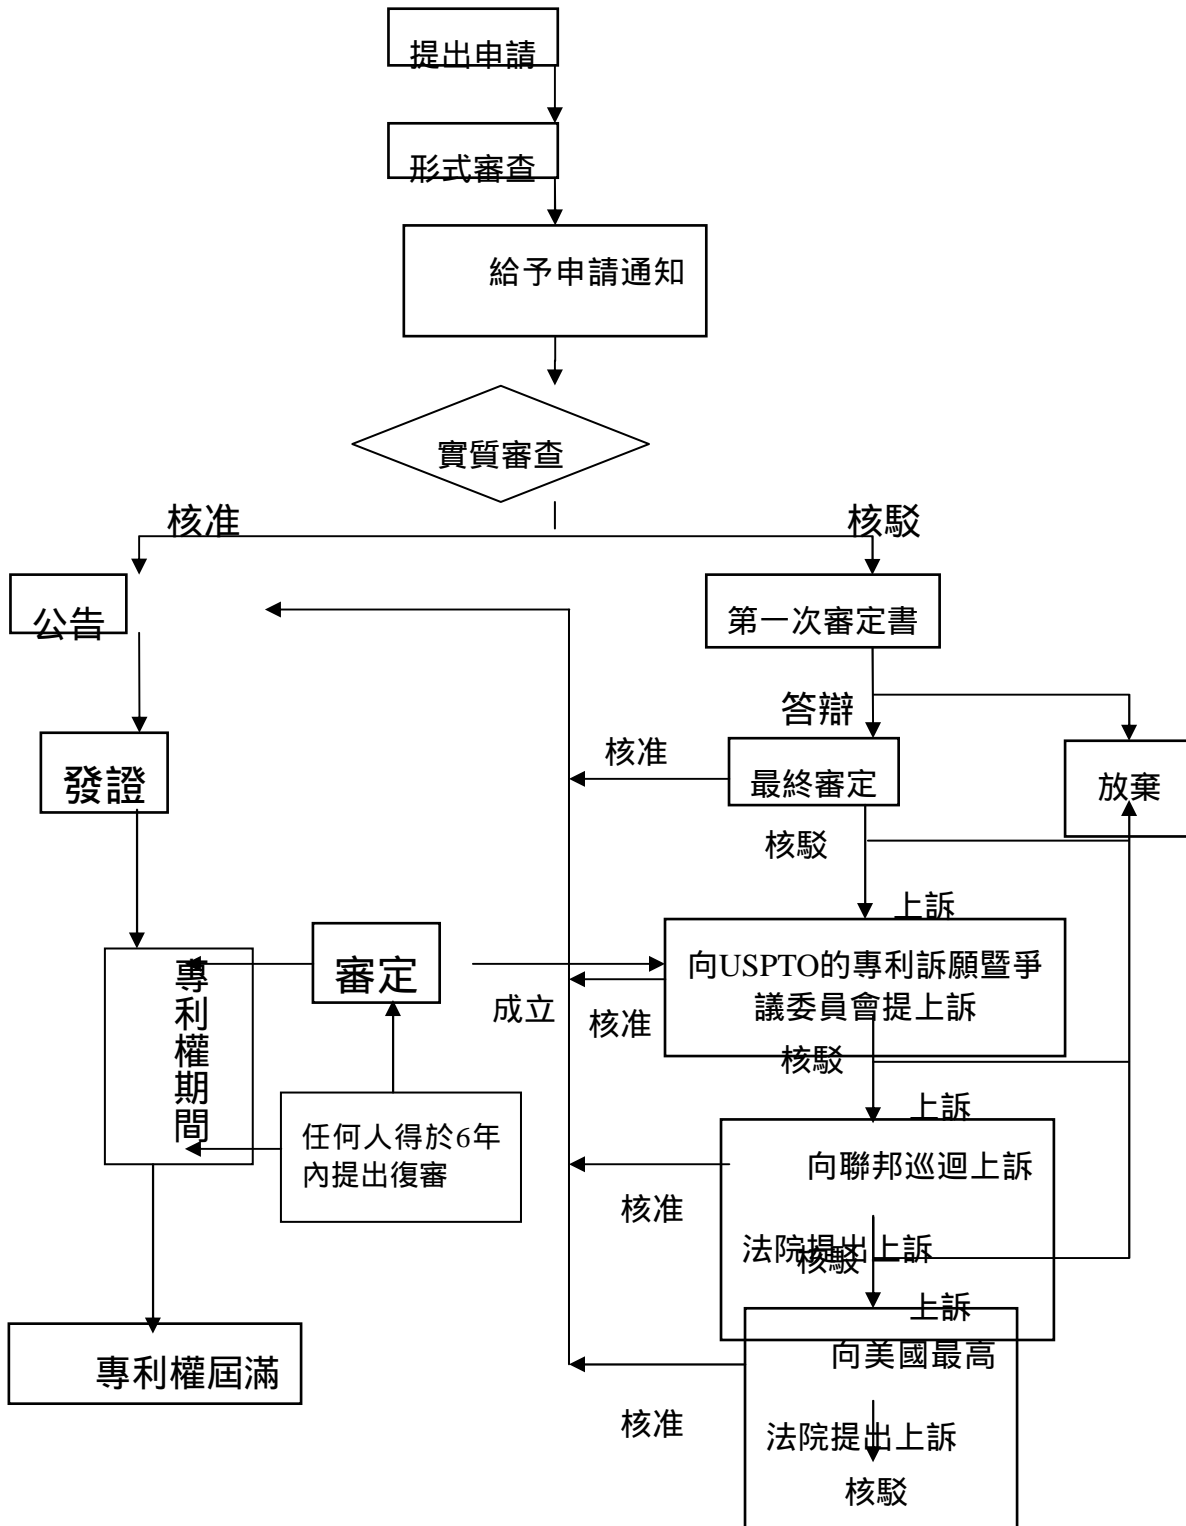 提出申請
形式審查
給予申請通知
實質審查
核准
核駁
公告
第一次審定書
答辯
核准
最終審定
放棄
發證
核駁
上訴
審定
向USPTO的專利訴願暨爭
議委員會提上訴
成立
核准
核駁
專利權期間
任何人得於6年
內提出復審
上訴
向聯邦巡迴上訴
法院提出上訴
核准
核駁
上訴
向美國最高
法院提出上訴
專利權屆滿
核准
核駁